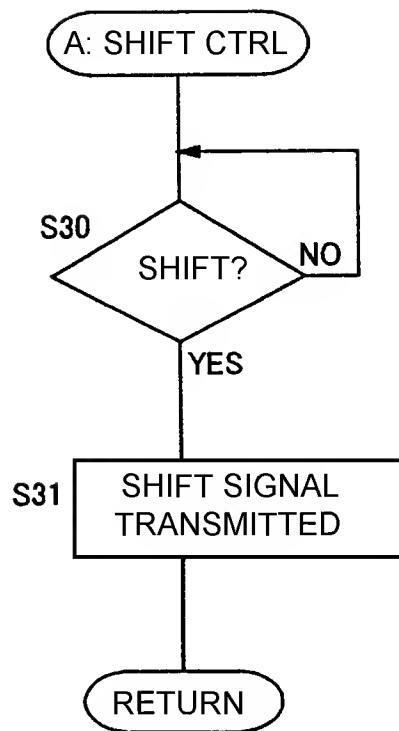 A: SHIFT CTRL
S30
SHIFT?
NO
YES
S31
SHIFT SIGNAL
TRANSMITTED
RETURN